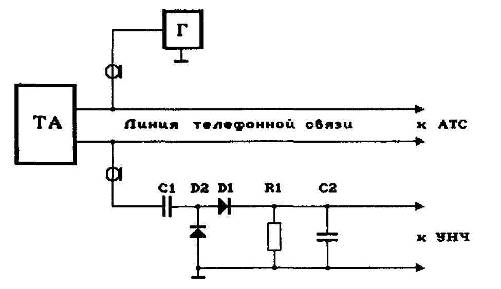 Г
ТА
Линия телефонной связи
к АТС
C1
D2
D1
R1
C2
к УНЧ